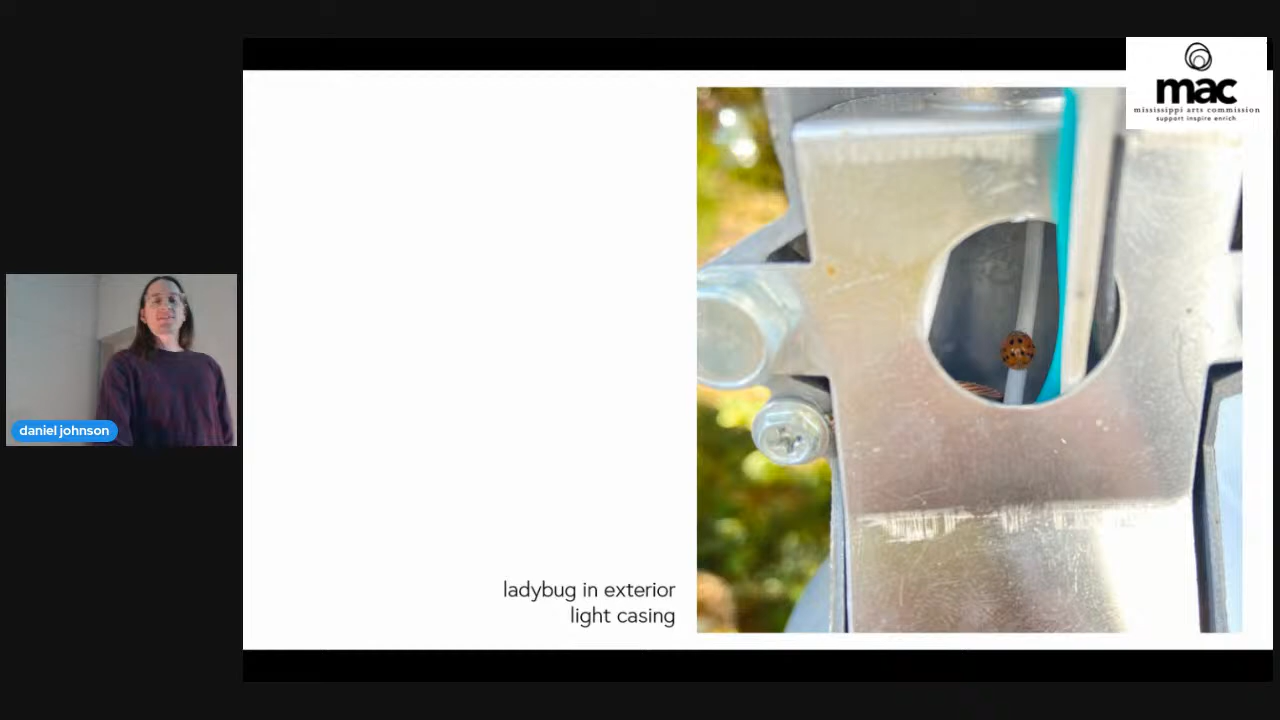 mac
mississippi arts commission
support inspire enrich
daniel johnson
ladybug in exterior
light casing